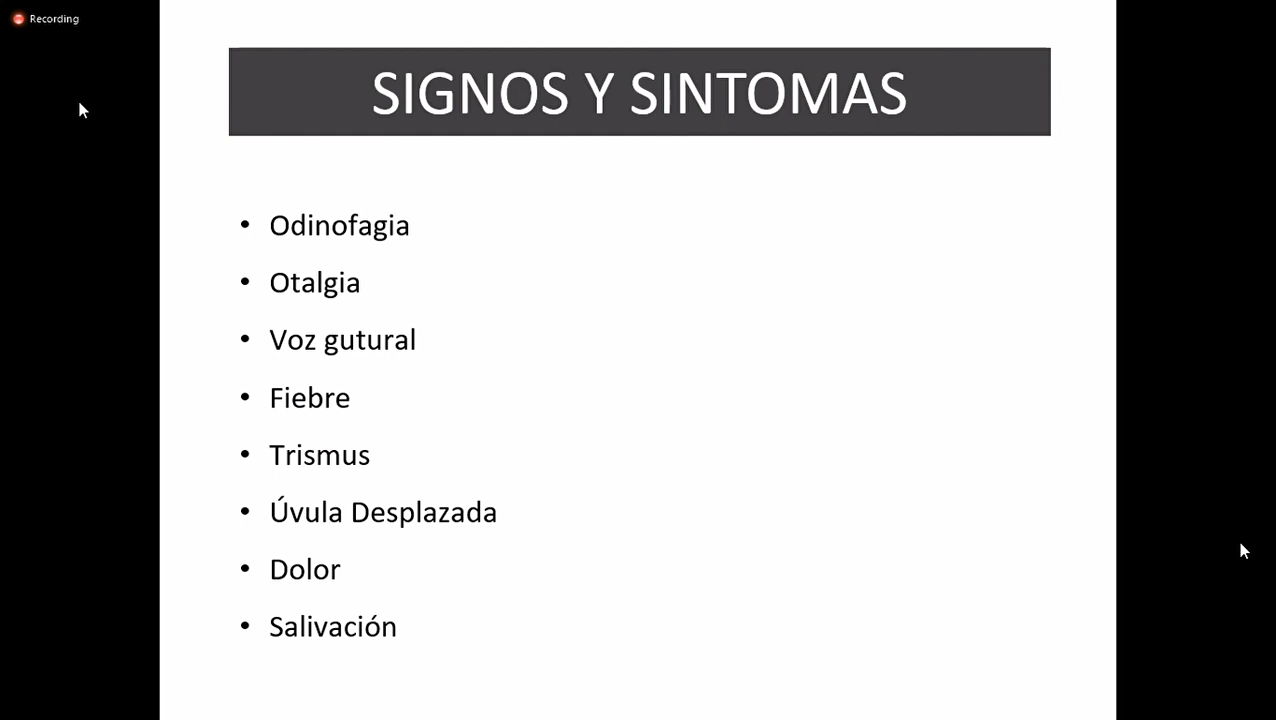 Recording
SIGNOS Y SINTOMAS
• Odinofagia
• Otalgia
• Voz gutural
• Fiebre
• Trismus
• Úvula Desplazada
• Dolor
• Salivación